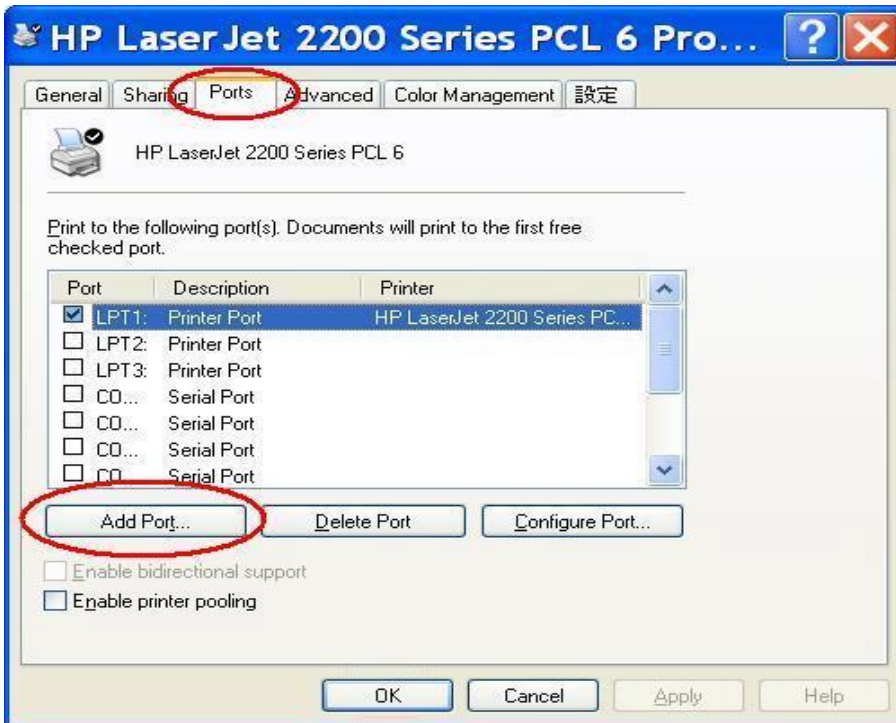 HP LaserJet 2200 Series PCL 6 Pro...
General Sharing Ports Advanced Color Management 設定
HP LaserJet 2200 Series PCL 6
Print to the following port(s). Documents will print to the first free
checked port.
Port Description Printer
LPT1: Printer Port HP LaserJet 2200 Series PC...
LPT2: Printer Port
LPT3: Printer Port
CO... Serial Port
CO... Serial Port
CO... Serial Port
CO... Serial Port
Add Port... Delete Port Configure Port...
Enable bidirectional support
Enable printer pooling
OK Cancel Apply Help